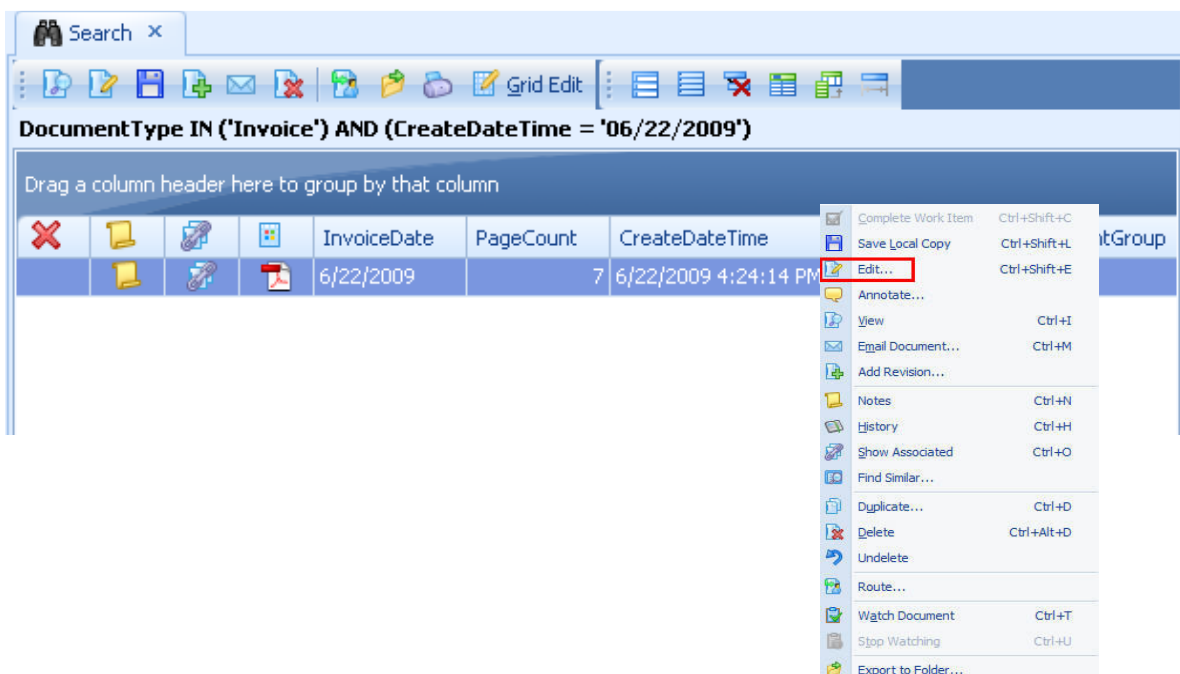 Search
Grid Edit
DocumentType IN ('Invoice') AND (CreateDateTime = '06/22/2009')
Drag a column header here to group by that column
InvoiceDate PageCount CreateDateTime tGroup
6/22/2009 7 6/22/2009 4:24:14 PM
Complete Work Item Ctrl+Shift+C
Save Local Copy Ctrl+Shift+L
Edit... Ctrl+Shift+E
Annotate...
View Ctrl+I
Email Document... Ctrl+M
Add Revision...
Notes Ctrl+N
History Ctrl+H
Show Associated Ctrl+O
Find Similar...
Duplicate... Ctrl+D
Delete Ctrl+Alt+D
Undelete
Route...
Watch Document Ctrl+T
Stop Watching Ctrl+U
Export to Folder...